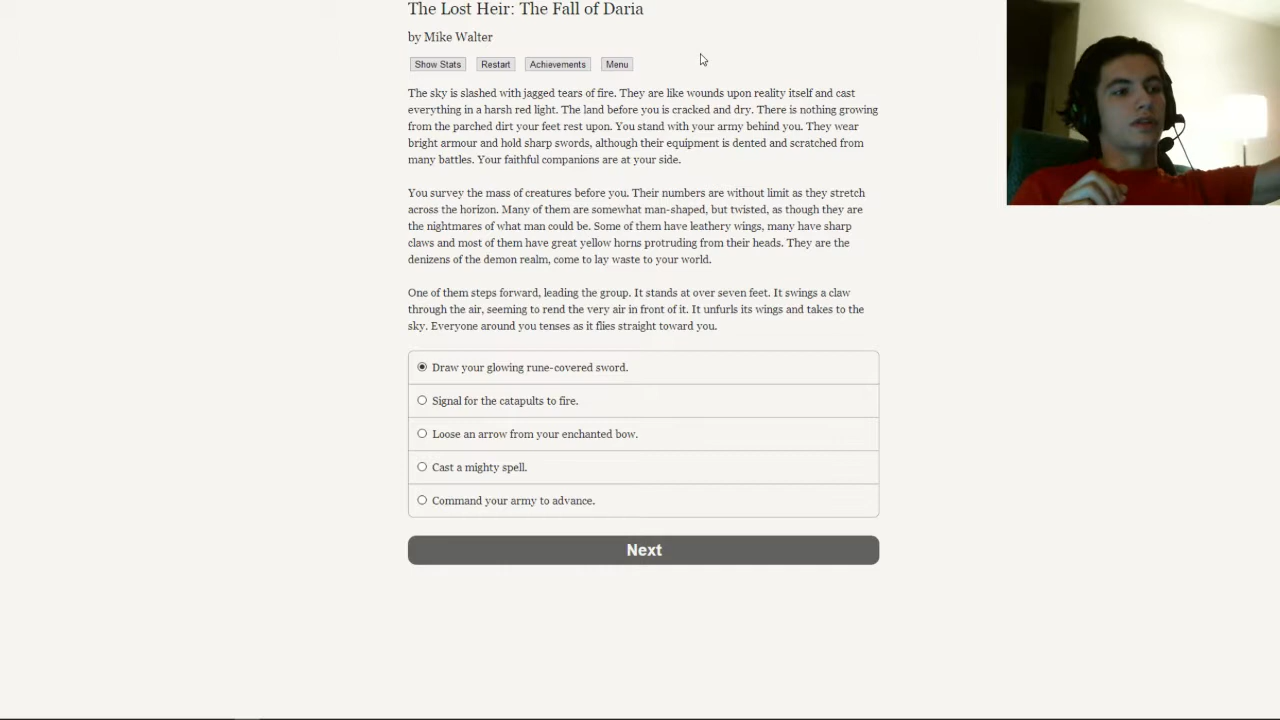 The Lost Heir: The Fall of Daria
by Mike Walter
Show Stats Restart Achievements Menu
The sky is slashed with jagged tears of fire. They are like wounds upon reality itself and cast
everything in a harsh red light. The land before you is cracked and dry. There is nothing growing
from the parched dirt your feet rest upon. You stand with your army behind you. They wear
bright armour and hold sharp swords, although their equipment is dented and scratched from
many battles. Your faithful companions are at your side.
You survey the mass of creatures before you. Their numbers are without limit as they stretch
across the horizon. Many of them are somewhat man-shaped, but twisted, as though they are
the nightmares of what man could be. Some of them have leathery wings, many have sharp
claws and most of them have great yellow horns protruding from their heads. They are the
denizens of the demon realm, come to lay waste to your world.
One of them steps forward, leading the group. It stands at over seven feet. It swings a claw
through the air, seeming to rend the very air in front of it. It unfurls its wings and takes to the
sky. Everyone around you tenses as it flies straight toward you.
Draw your glowing rune-covered sword.
Signal for the catapults to fire.
Loose an arrow from your enchanted bow.
Cast a mighty spell.
Command your army to advance.
Next